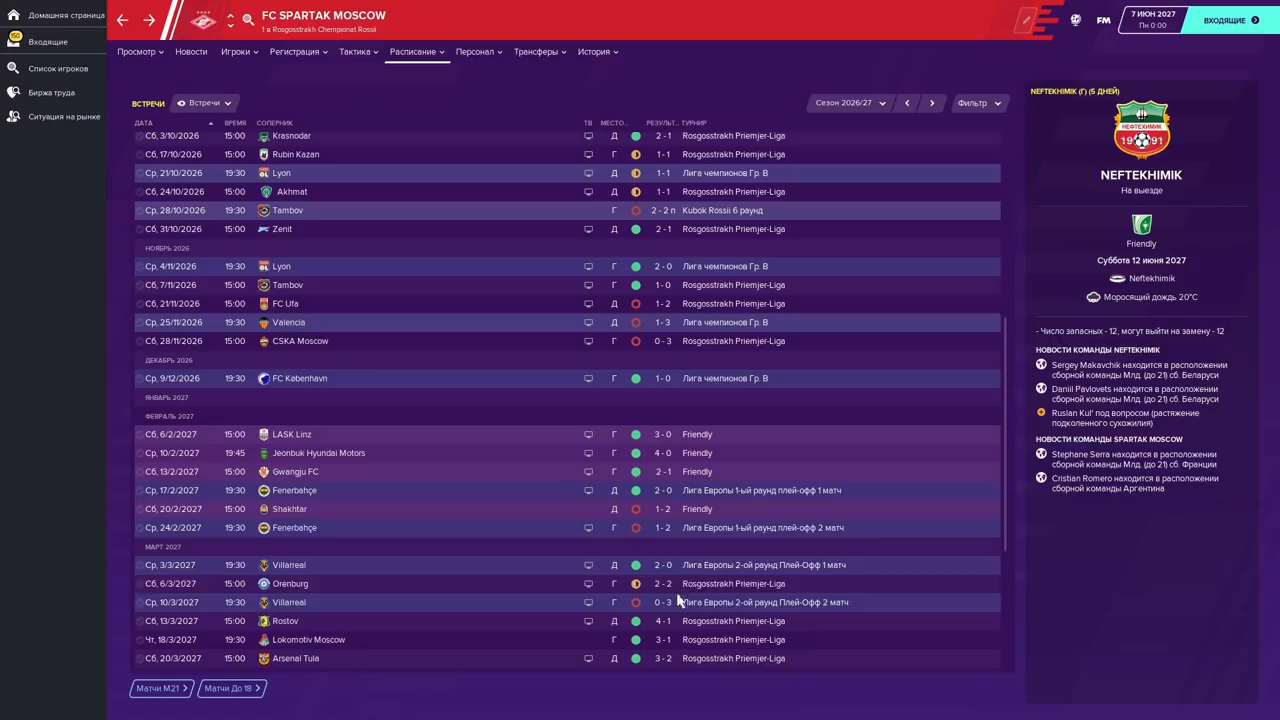 Домашняя страница
150
Входящие
Список игроков
Биржа труда
Ситуация на рынке
FC SPARTAK MOSCOW
1 в Rosgosstrakh Chempionat Rossii
FM
7 ИЮН 2027
Пн 0:00
ВХОДЯЩИЕ
Просмотр Новости Игроки Регистрация Тактика Расписание Персонал Трансферы История
ВСТРЕЧИ Встречи Сезон 2026/27 Фильтр
ДАТА ВРЕМЯ СОПЕРНИК ТВ МЕСТО... РЕЗУЛЬТ... ТУРНИР
Сб, 3/10/2026 15:00 Krasnodar Д 2 - 1 Rosgosstrakh Priemjer-Liga
Сб, 17/10/2026 15:00 Rubin Kazan Д 1 - 1 Rosgosstrakh Priemjer-Liga
Ср, 21/10/2026 19:30 Lyon Д 1 - 1 Лига чемпионов Гр. B
Сб, 24/10/2026 15:00 Akhmat Д 1 - 1 Rosgosstrakh Priemjer-Liga
Ср, 28/10/2026 19:30 Tambov Г 2 - 2 п Kubok Rossii 6 раунд
Сб, 31/10/2026 15:00 Zenit Д 2 - 1 Rosgosstrakh Priemjer-Liga
НОЯБРЬ 2026
Ср, 4/11/2026 19:30 Lyon Г 2 - 0 Лига чемпионов Гр. B
Сб, 7/11/2026 15:00 Tambov Г 1 - 0 Rosgosstrakh Priemjer-Liga
Сб, 21/11/2026 15:00 FC Ufa Д 1 - 2 Rosgosstrakh Priemjer-Liga
Ср, 25/11/2026 19:30 Valencia Д 1 - 3 Лига чемпионов Гр. B
Сб, 28/11/2026 15:00 CSKA Moscow Г 0 - 3 Rosgosstrakh Priemjer-Liga
ДЕКАБРЬ 2026
Ср, 9/12/2026 19:30 FC København Г 1 - 0 Лига чемпионов Гр. B
ЯНВАРЬ 2027
ФЕВРАЛЬ 2027
Сб, 6/2/2027 15:00 LASK Linz Г 3 - 0 Friendly
Ср, 10/2/2027 19:45 Jeonbuk Hyundai Motors Г 4 - 0 Friendly
Сб, 13/2/2027 15:00 Gwangju FC Г 2 - 1 Friendly
Ср, 17/2/2027 19:30 Fenerbahçe Д 2 - 0 Лига Европы 1-ый раунд плей-офф 1 матч
Сб, 20/2/2027 15:00 Shakhtar Д 1 - 2 Friendly
Ср, 24/2/2027 19:30 Fenerbahçe Г 1 - 2 Лига Европы 1-ый раунд плей-офф 2 матч
МАРТ 2027
Ср, 3/3/2027 19:30 Villarreal Д 2 - 0 Лига Европы 2-ой раунд Плей-Офф 1 матч
Сб, 6/3/2027 15:00 Orenburg Г 2 - 2 Rosgosstrakh Priemjer-Liga
Ср, 10/3/2027 19:30 Villarreal Г 0 - 3 Лига Европы 2-ой раунд Плей-Офф 2 матч
Сб, 13/3/2027 15:00 Rostov Д 4 - 1 Rosgosstrakh Priemjer-Liga
Чт, 18/3/2027 19:30 Lokomotiv Moscow Г 3 - 1 Rosgosstrakh Priemjer-Liga
Сб, 20/3/2027 15:00 Arsenal Tula Д 3 - 2 Rosgosstrakh Priemjer-Liga
Матчи М21 Матчи До 18
NEFTEKHIMIK (Г) (5 ДНЕЙ)
НЕФТЕХИМИК
19 91
NEFTEKHIMIK
На выезде
Friendly
Суббота 12 июня 2027
Neftekhimik
Моросящий дождь 20°C
- Число запасных - 12, могут выйти на замену - 12
НОВОСТИ КОМАНДЫ NEFTEKHIMIK
Sergey Makavchik находится в расположении
сборной команды Млд. (до 21) сб. Беларуси
Daniil Pavlovets находится в расположении
сборной команды Млд. (до 21) сб. Беларуси
Ruslan Kul' под вопросом (растяжение
подколенного сухожилия)
НОВОСТИ КОМАНДЫ SPARTAK MOSCOW
Stephane Serra находится в расположении
сборной команды Млд. (до 21) сб. Франции
Cristian Romero находится в расположении
сборной команды Аргентина